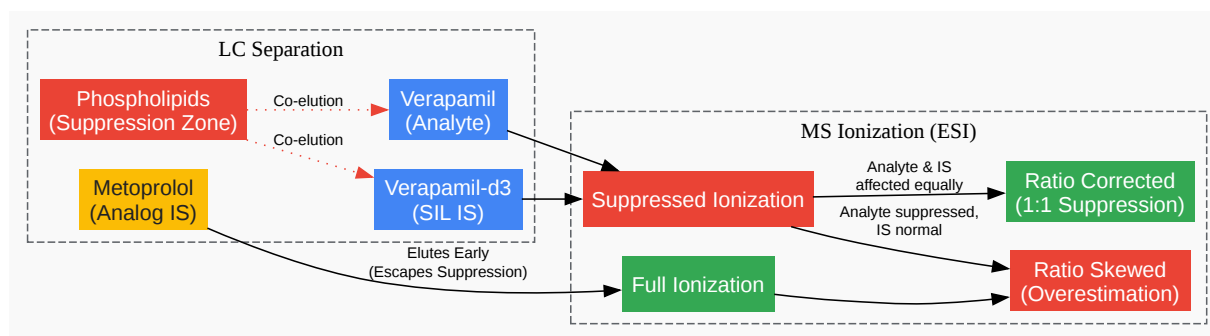 LC Separation
Phospholipids
(Suppression Zone)
Co-elution
Verapamil
(Analyte)
Co-elution
Metoprolol
(Analog IS)
Verapamil-d3
(SIL IS)
Elutes Early
(Escapes Suppression)
MS Ionization (ESI)
Suppressed Ionization
Analyte & IS
affected equally
Ratio Corrected
(1:1 Suppression)
Analyte suppressed,
IS normal
Full Ionization
Ratio Skewed
(Overestimation)